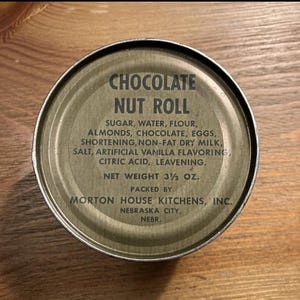 CHOCOLATE
NUT ROLL
SUGAR, WATER, FLOUR,
ALMONDS, CHOCOLATE, EGGS,
SHORTENING, NON-FAT DRY MILK,
SALT, ARTIFICIAL VANILLA FLAVORING,
CITRIC ACID, LEAVENING.
NET WEIGHT 3½ OZ.
PACKED BY
MORTON HOUSE KITCHENS, INC.
NEBRASKA CITY,
NEBR.